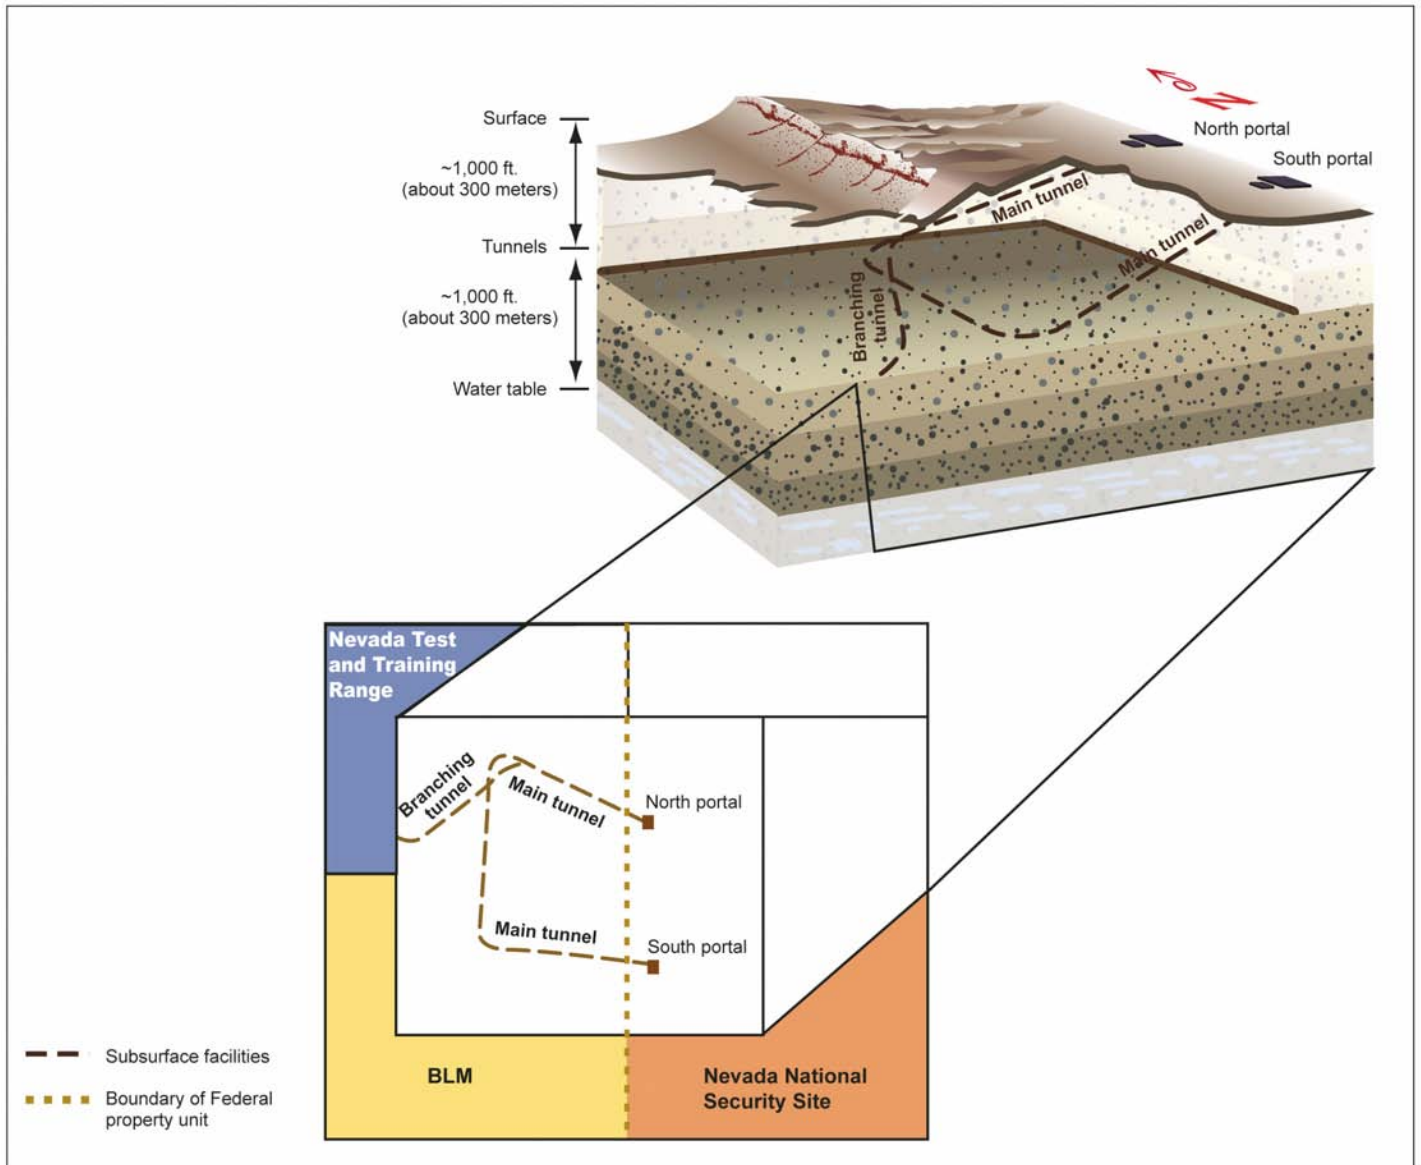 N
North portal
South portal
Surface
~1,000 ft.
(about 300 meters)
Tunnels
~1,000 ft.
(about 300 meters)
Water table
Main tunnel
Main tunnel
Branching
tunnel
Nevada Test
and Training
Range
Branching
tunnel
Main tunnel
North portal
Main tunnel
South portal
BLM
Nevada National
Security Site
Subsurface facilities
Boundary of Federal
property unit